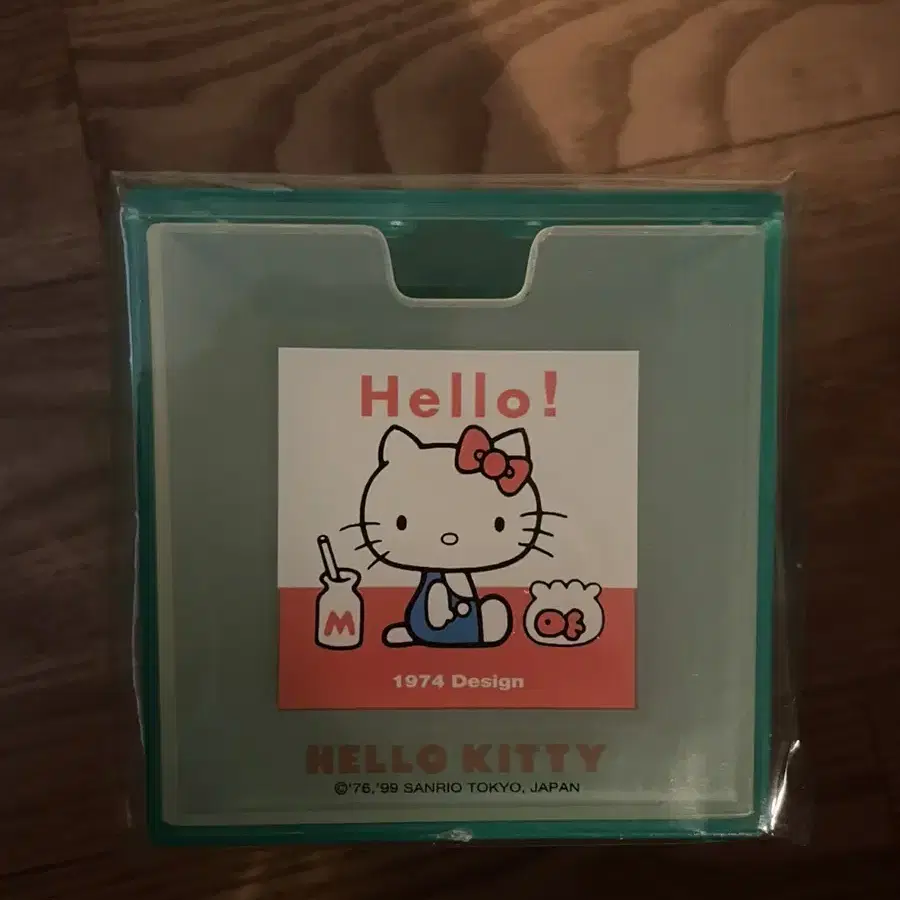 Hello!
M
1974 Design
HELLO KITTY
©'76,'99 SANRIO TOKYO, JAPAN